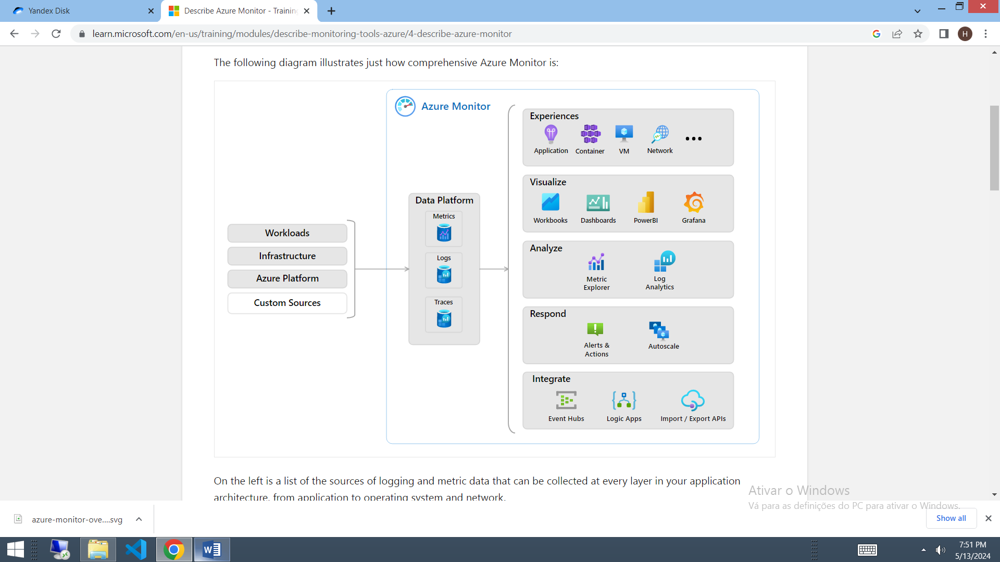 Yandex Disk
Describe Azure Monitor - Training
learn.microsoft.com/en-us/training/modules/describe-monitoring-tools-azure/4-describe-azure-monitor
H
The following diagram illustrates just how comprehensive Azure Monitor is:
Azure Monitor
Experiences
Application
Container
VM
Network
Visualize
Workbooks
Dashboards
PowerBI
Grafana
Data Platform
Metrics
Logs
Traces
Workloads
Infrastructure
Azure Platform
Custom Sources
Analyze
Metric
Explorer
Log
Analytics
Respond
Alerts &
Actions
Autoscale
Integrate
Event Hubs
Logic Apps
Import / Export APIs
On the left is a list of the sources of logging and metric data that can be collected at every layer in your application
architecture, from application to operating system and network.
Ativar o Windows
Vá para as definições do PC para ativar o Windows.
azure-monitor-ove....svg
Show all
7:51 PM
5/13/2024